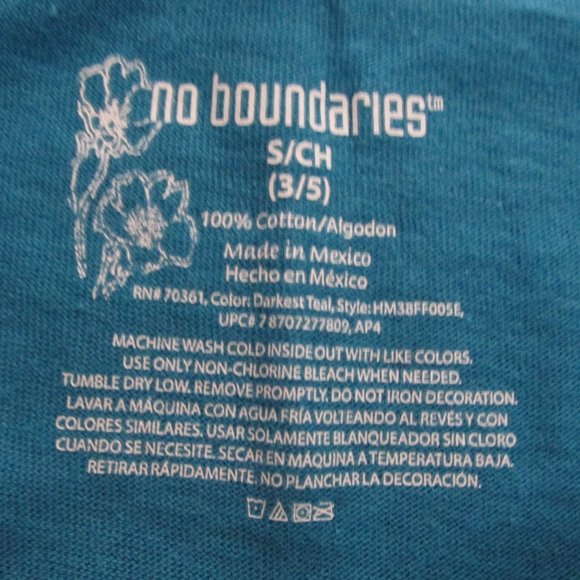 no boundaries™
S/CH
(3/5)
100% Cotton/Algodon
Made in Mexico
Hecho en México
RN# 70361, Color: Darkest Teal, Style: HM38FF005E,
UPC# 78707277809, AP4
MACHINE WASH COLD INSIDE OUT WITH LIKE COLORS.
USE ONLY NON-CHLORINE BLEACH WHEN NEEDED.
TUMBLE DRY LOW. REMOVE PROMPTLY. DO NOT IRON DECORATION.
LAVAR A MÁQUINA CON AGUA FRÍA VOLTEANDO AL REVÉS Y CON
COLORES SIMILARES. USAR SOLAMENTE BLANQUEADOR SIN CLORO
CUANDO SE NECESITE. SECAR EN MÁQUINA A TEMPERATURA BAJA.
RETIRAR RÁPIDAMENTE. NO PLANCHAR LA DECORACIÓN.